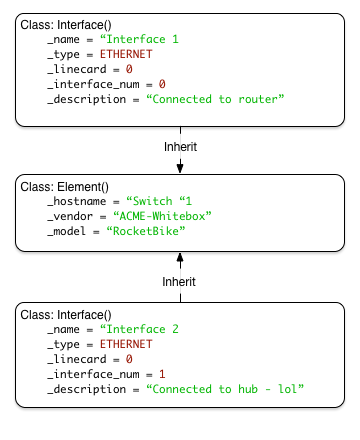 Class: Interface()
_name = “Interface 1
_type = ETHERNET
_linecard = 0
_interface_num = 0
_description = “Connected to router”
Inherit
Class: Element()
_hostname = “Switch “1
_vendor = “ACME-Whitebox”
_model = “RocketBike”
Inherit
Class: Interface()
_name = “Interface 2
_type = ETHERNET
_linecard = 0
_interface_num = 1
_description = “Connected to hub - lol”